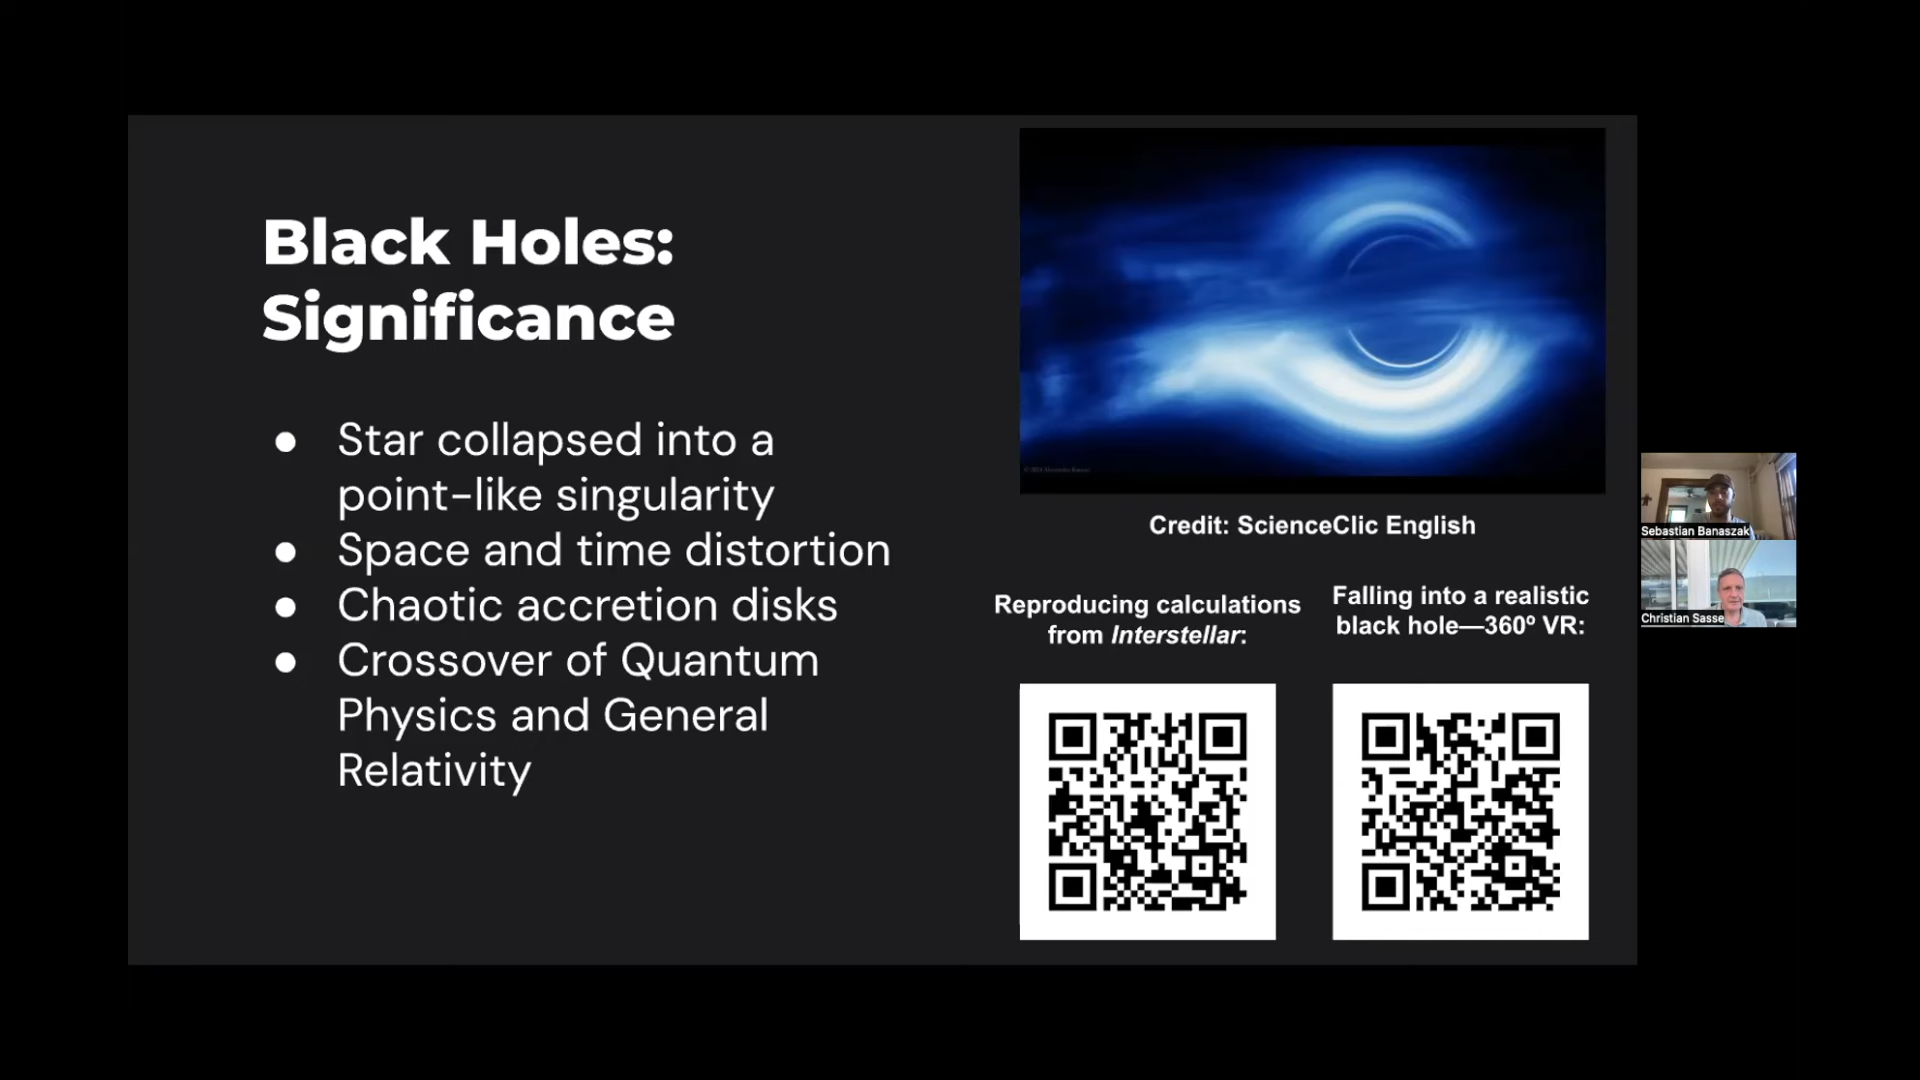 Black Holes:
Significance
● Star collapsed into a
point-like singularity
● Space and time distortion
● Chaotic accretion disks
● Crossover of Quantum
Physics and General
Relativity
Credit: ScienceClic English
Reproducing calculations
from Interstellar:
Falling into a realistic
black hole—360º VR:
Sebastian Banaszak
Christian Sasse